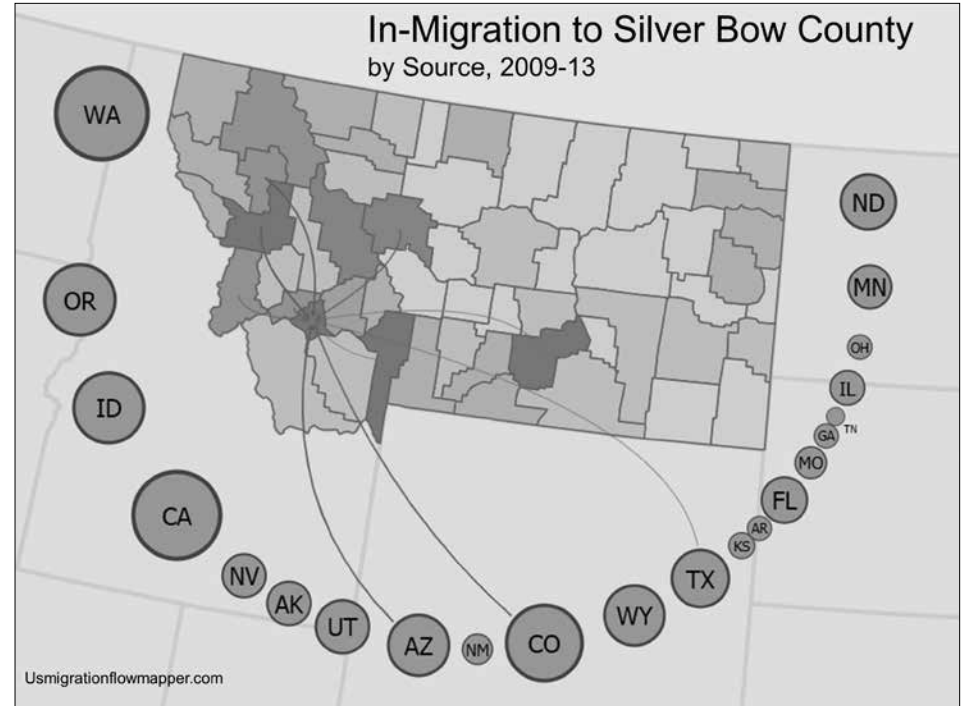 In-Migration to Silver Bow County
by Source, 2009-13
WA
ND
OR
MN
OH
ID
IL
TN
GA
MO
CA
FL
AR
KS
NV
TX
AK
WY
UT
AZ
NM
CO
Usmigrationflowmapper.com